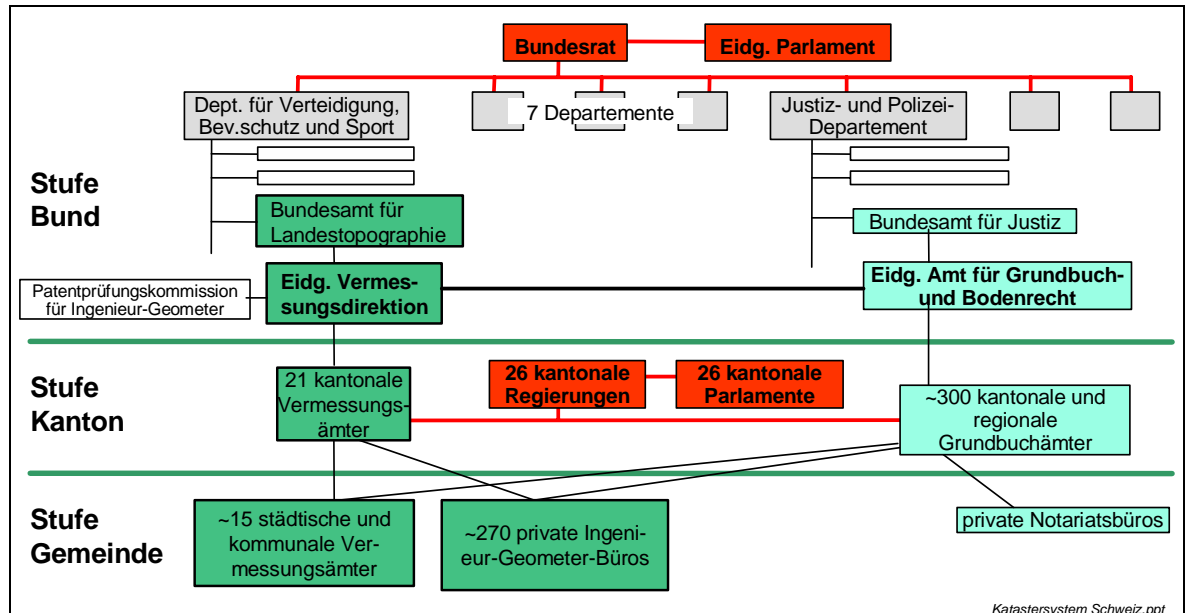 Bundesrat
Eidg. Parlament
Dept. für Verteidigung,
Bev.schutz und Sport
7 Departemente
Justiz- und Polizei-
Departement
Stufe
Bund
Bundesamt für
Landestopographie
Bundesamt für Justiz
Patentprüfungskommission
für Ingenieur-Geometer
Eidg. Vermes-
sungsdirektion
Eidg. Amt für Grundbuch-
und Bodenrecht
Stufe
Kanton
21 kantonale
Vermessungs-
ämter
26 kantonale
Regierungen
26 kantonale
Parlamente
~300 kantonale und
regionale
Grundbuchämter
Stufe
Gemeinde
~15 städtische und
kommunale Ver-
messungsämter
~270 private Ingeni-
eur-Geometer-Büros
private Notariatsbüros
Katastersystem Schweiz.ppt